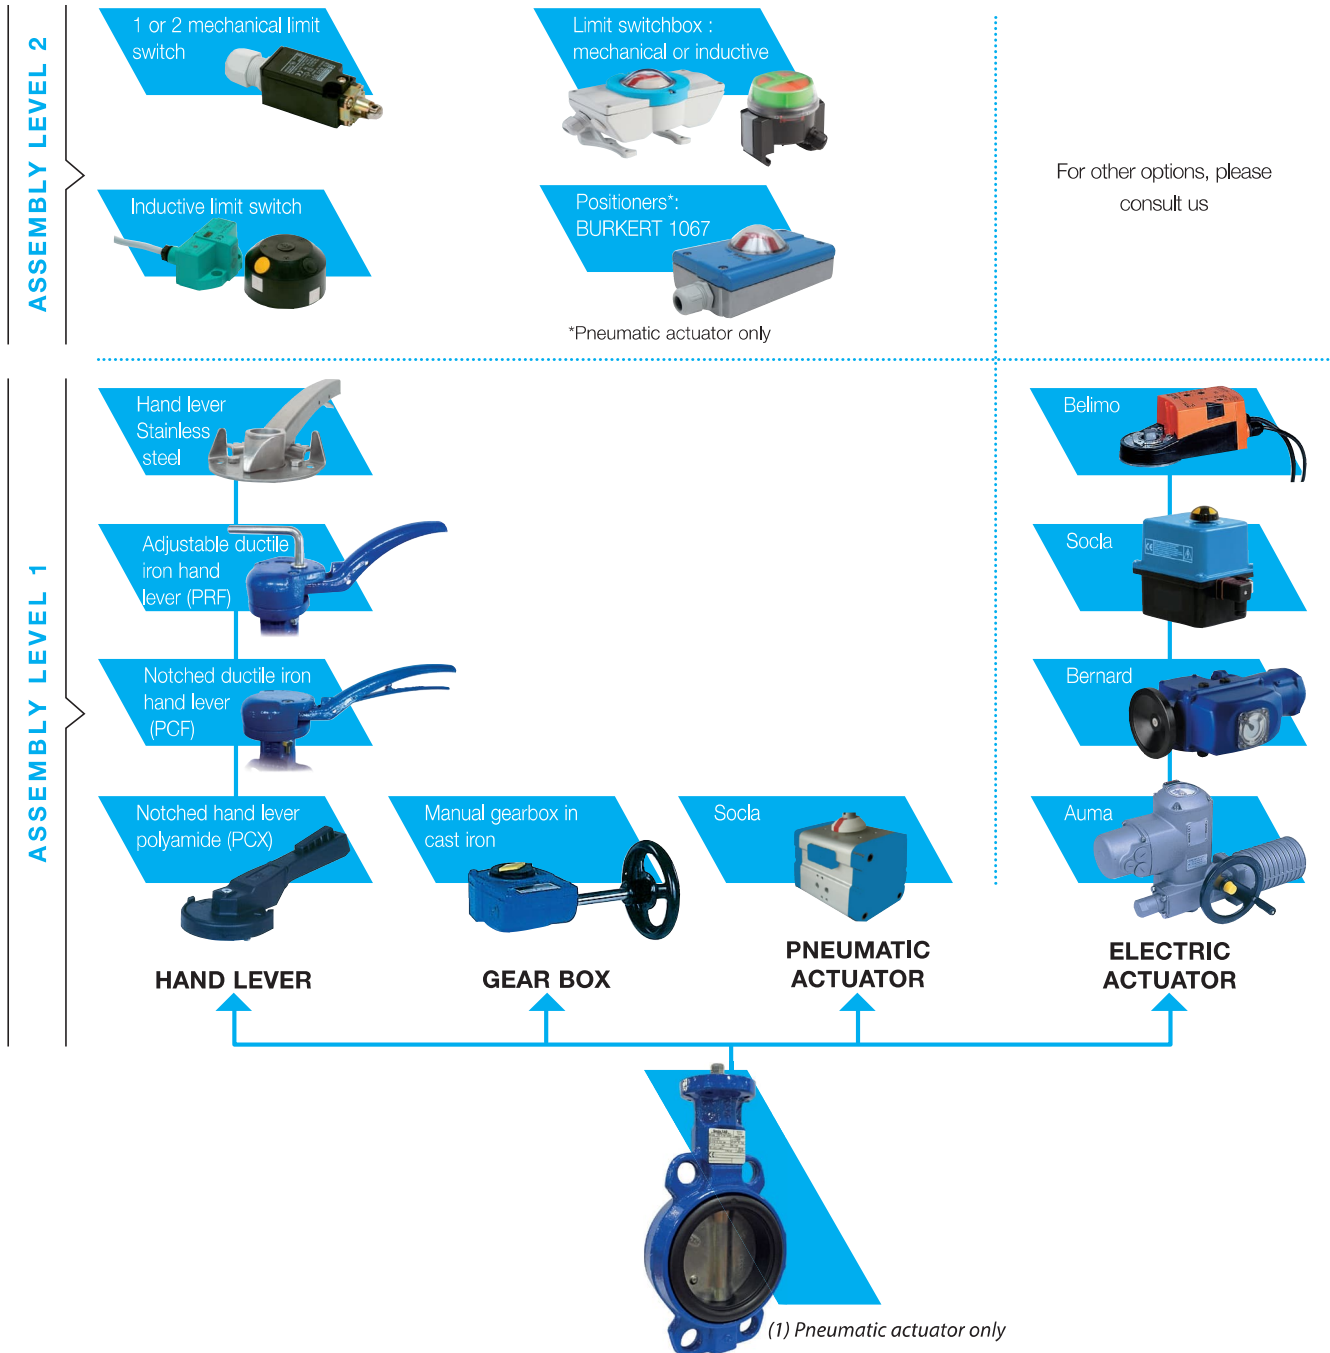 ASSEMBLY LEVEL 2
1 or 2 mechanical limit
switch
Limit switchbox :
mechanical or inductive
Inductive limit switch
Positioners*:
BURKERT 1067
*Pneumatic actuator only
For other options, please
consult us
ASSEMBLY LEVEL 1
Hand lever
Stainless
steel
Adjustable ductile
iron hand
lever (PRF)
Notched ductile iron
hand lever
(PCF)
Notched hand lever
polyamide (PCX)
Manual gearbox in
cast iron
Socla
Belimo
Socla
Bernard
Auma
HAND LEVER
GEAR BOX
PNEUMATIC
ACTUATOR
ELECTRIC
ACTUATOR
(1) Pneumatic actuator only